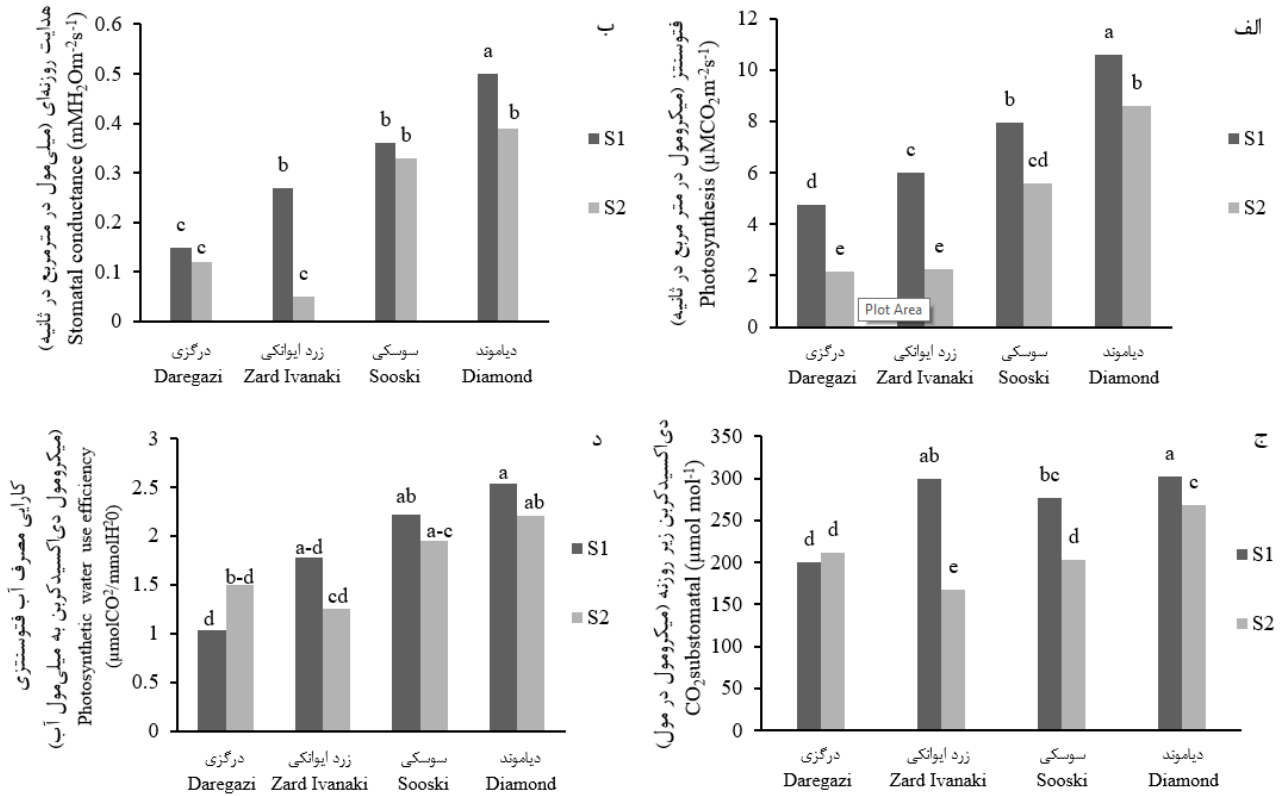 الف
فتوسنتز (میکرومول در متر مربع در ثانیه)
Photosynthesis (µMCO₂m⁻²s⁻¹)
12
10
8
6
4
2
0
d
e
c
e
b
cd
a
b
S1
S2
Plot Area
درگزی
زرد ایوانکی
سوسکی
دیاموند
Daregazi
Zard Ivanaki
Sooski
Diamond
ب
هدایت روزنه‌ای (میلی‌مول در مترمربع در ثانیه)
Stomatal conductance (mMH₂Om⁻²s⁻¹)
0.6
0.5
0.4
0.3
0.2
0.1
0
c
c
b
c
b
b
a
b
S1
S2
درگزی
زرد ایوانکی
سوسکی
دیاموند
Daregazi
Zard Ivanaki
Sooski
Diamond
ج
دی‌اکسیدکربن زیر روزنه (میکرومول در مول)
CO₂substomatal (µmol mol⁻¹)
350
300
250
200
150
100
50
0
d
d
ab
e
bc
d
a
c
S1
S2
درگزی
زرد ایوانکی
سوسکی
دیاموند
Daregazi
Zard Ivanaki
Sooski
Diamond
د
کارایی مصرف آب فتوسنتزی
(میکرومول دی‌اکسیدکربن به میلی‌مول آب)
Photosynthetic water use efficiency
(µmolCO²/mmolH²0)
3
2.5
2
1.5
1
0.5
0
d
b-d
a-d
cd
ab
a-c
a
ab
S1
S2
درگزی
زرد ایوانکی
سوسکی
دیاموند
Daregazi
Zard Ivanaki
Sooski
Diamond